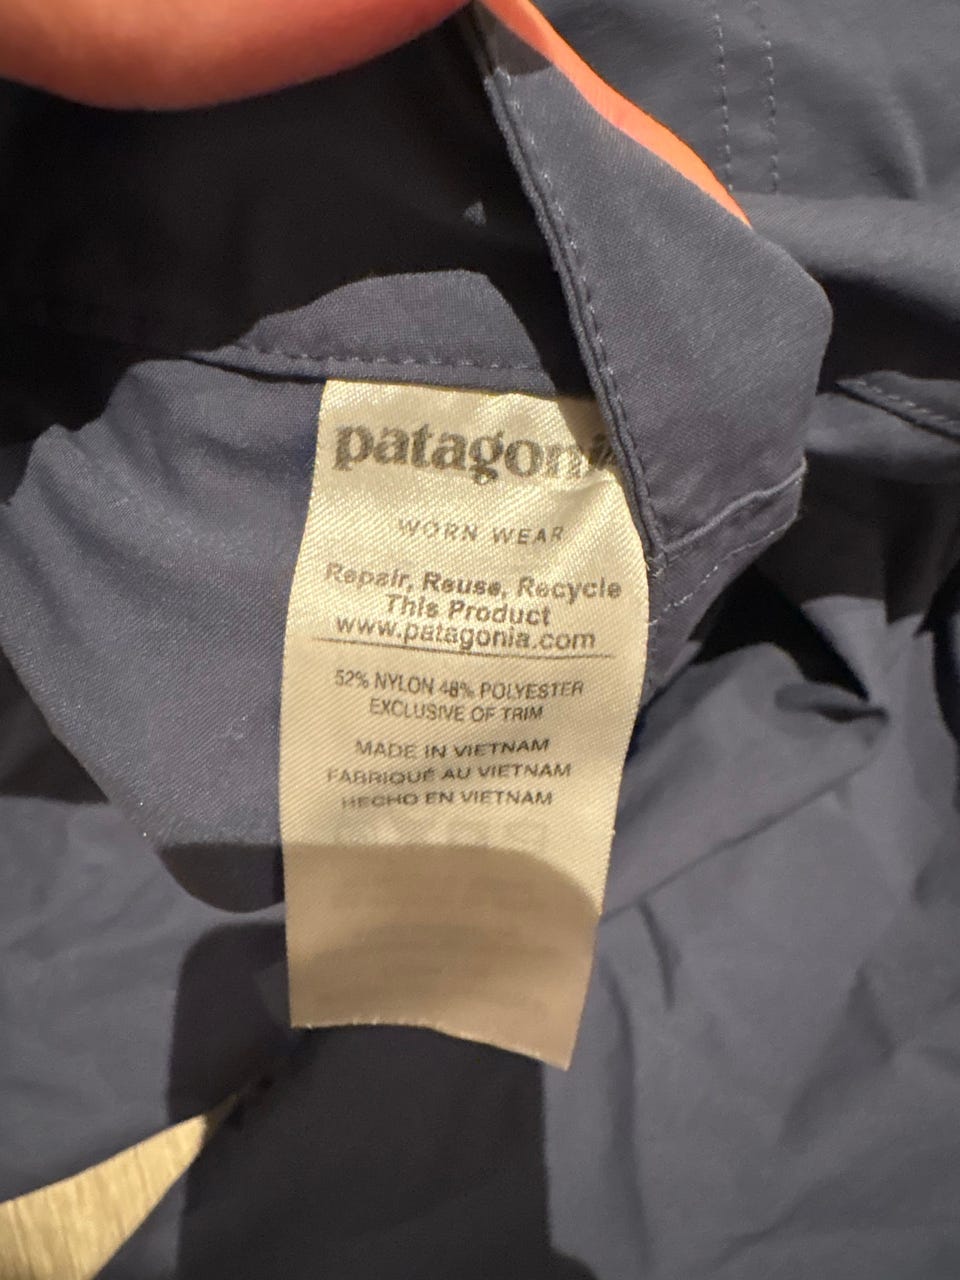 patagonia
WORN WEAR
Repair, Reuse, Recycle
This Product
www.patagonia.com
52% NYLON 48% POLYESTER
EXCLUSIVE OF TRIM
MADE IN VIETNAM
FABRIQUÉ AU VIETNAM
HECHO EN VIETNAM